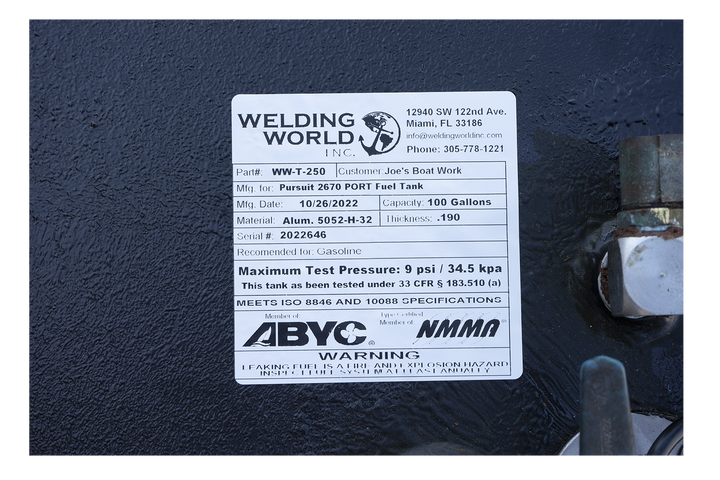 WELDING WORLD INC.
12940 SW 122nd Ave.
Miami, FL 33186
info@weldingworldinc.com
Phone: 305-778-1221
Part#: WW-T-250 Customer: Joe's Boat Work
Mfg. for: Pursuit 2670 PORT Fuel Tank
Mfg. Date: 10/26/2022 Capacity: 100 Gallons
Material: Alum. 5052-H-32 Thickness: .190
Serial #: 2022646
Recomended for: Gasoline
Maximum Test Pressure: 9 psi / 34.5 kpa
This tank as been tested under 33 CFR § 183.510 (a)
MEETS ISO 8846 AND 10088 SPECIFICATIONS
Member of:
ABYC®
Type Certified
Member of:
NMMA
WARNING
LEAKING FUEL IS A FIRE AND EXPLOSION HAZARD
INSPECT FUEL SYSTEM AT LEAST ANNUALLY